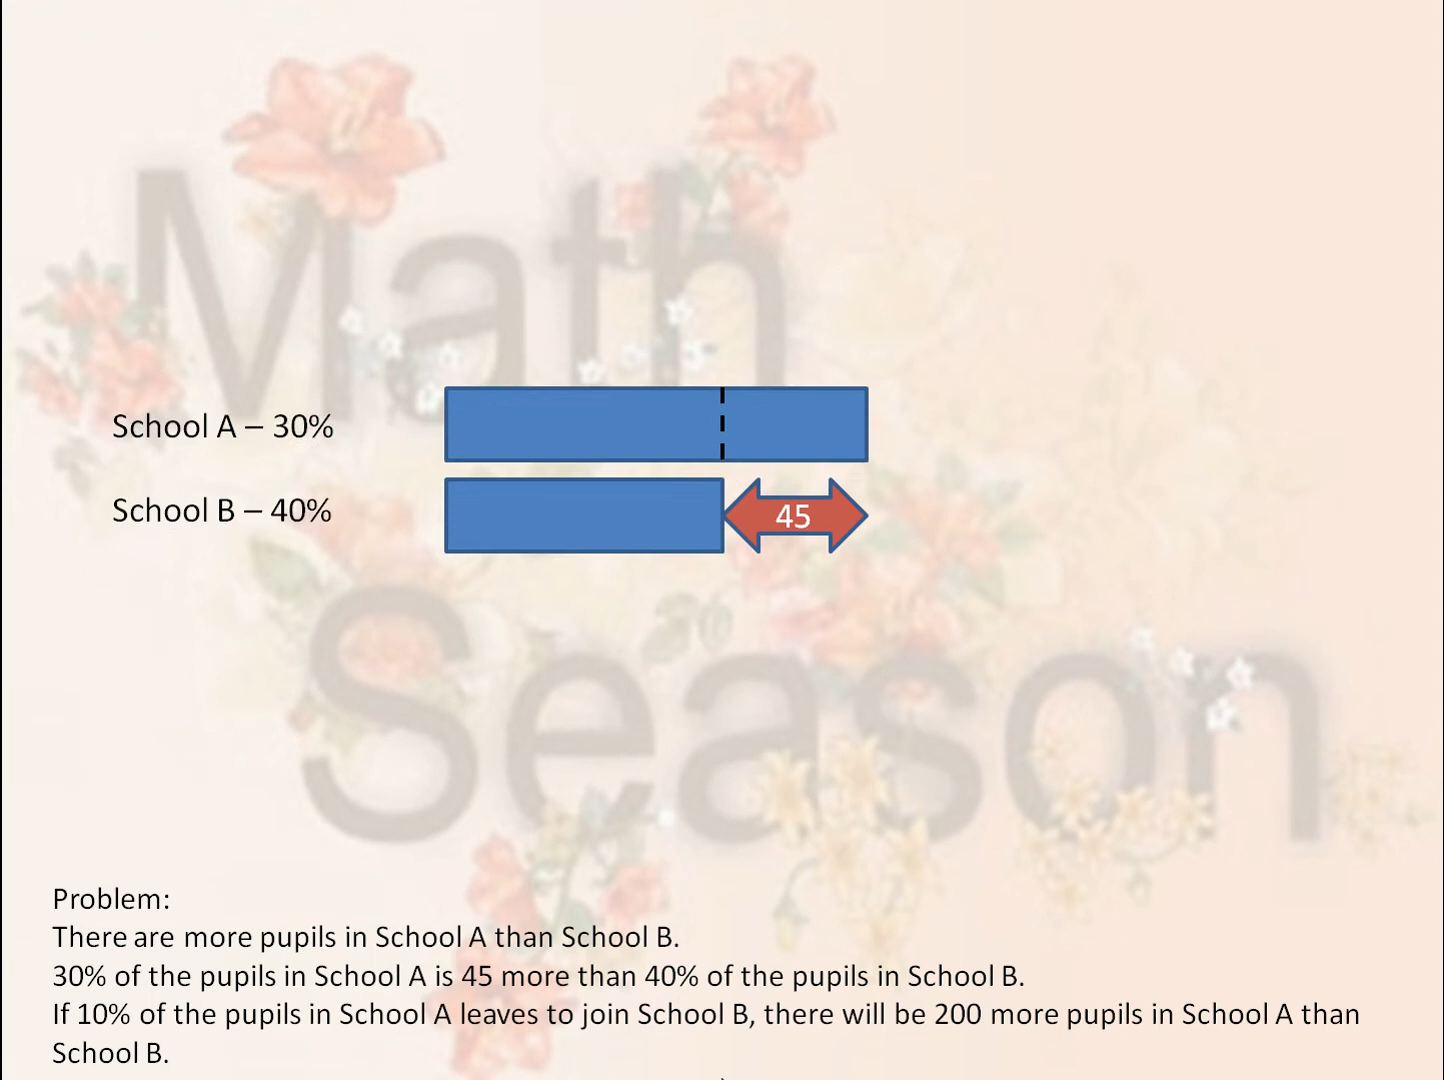 Math
School A – 30%
School B – 40%
45
Season
Problem:
There are more pupils in School A than School B.
30% of the pupils in School A is 45 more than 40% of the pupils in School B.
If 10% of the pupils in School A leaves to join School B, there will be 200 more pupils in School A than
School B.